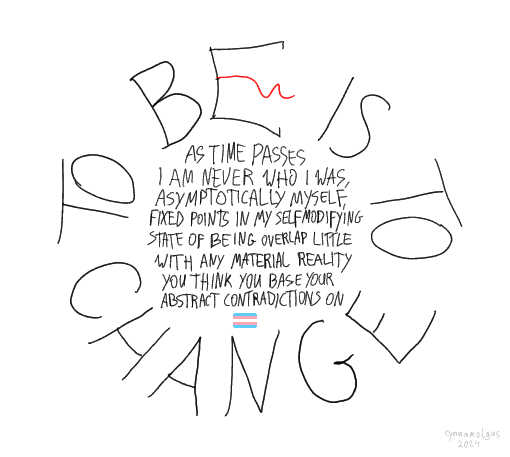 TO BE IS TO CHANGE
AS TIME PASSES
I AM NEVER WHO I WAS,
ASYMPTOTICALLY MYSELF,
FIXED POINTS IN MY SELFMODIFYING
STATE OF BEING OVERLAP LITTLE
WITH ANY MATERIAL REALITY
YOU THINK YOU BASE YOUR
ABSTRACT CONTRADICTIONS ON
cynnamolgus
2024